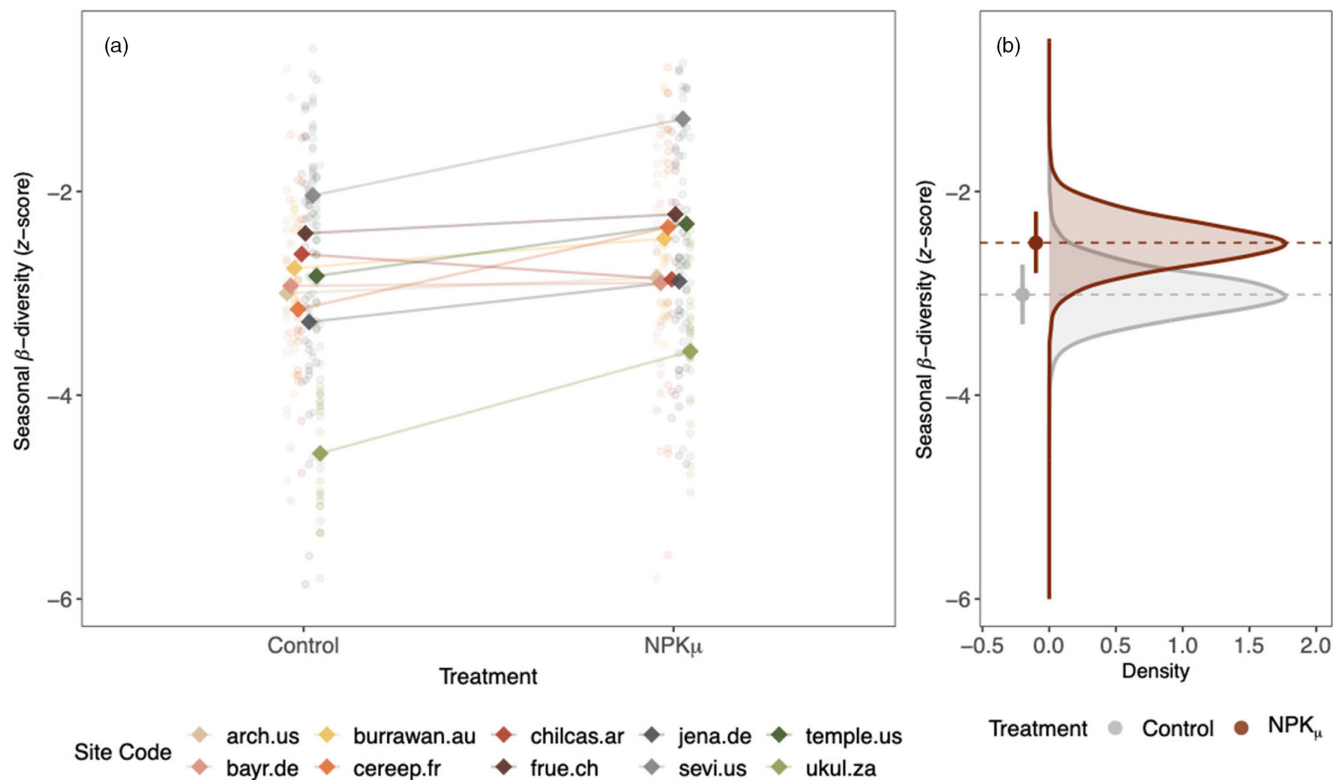 (a)
Seasonal β−diversity (z−score)
−2
−4
−6
Control
NPKμ
Treatment
(b)
Seasonal β−diversity (z−score)
−2
−4
−6
−0.5 0.0 0.5 1.0 1.5 2.0
Density
Site Code
arch.us burrawan.au chilcas.ar jena.de temple.us
bayr.de cereep.fr frue.ch sevi.us ukul.za
Treatment Control NPKμ